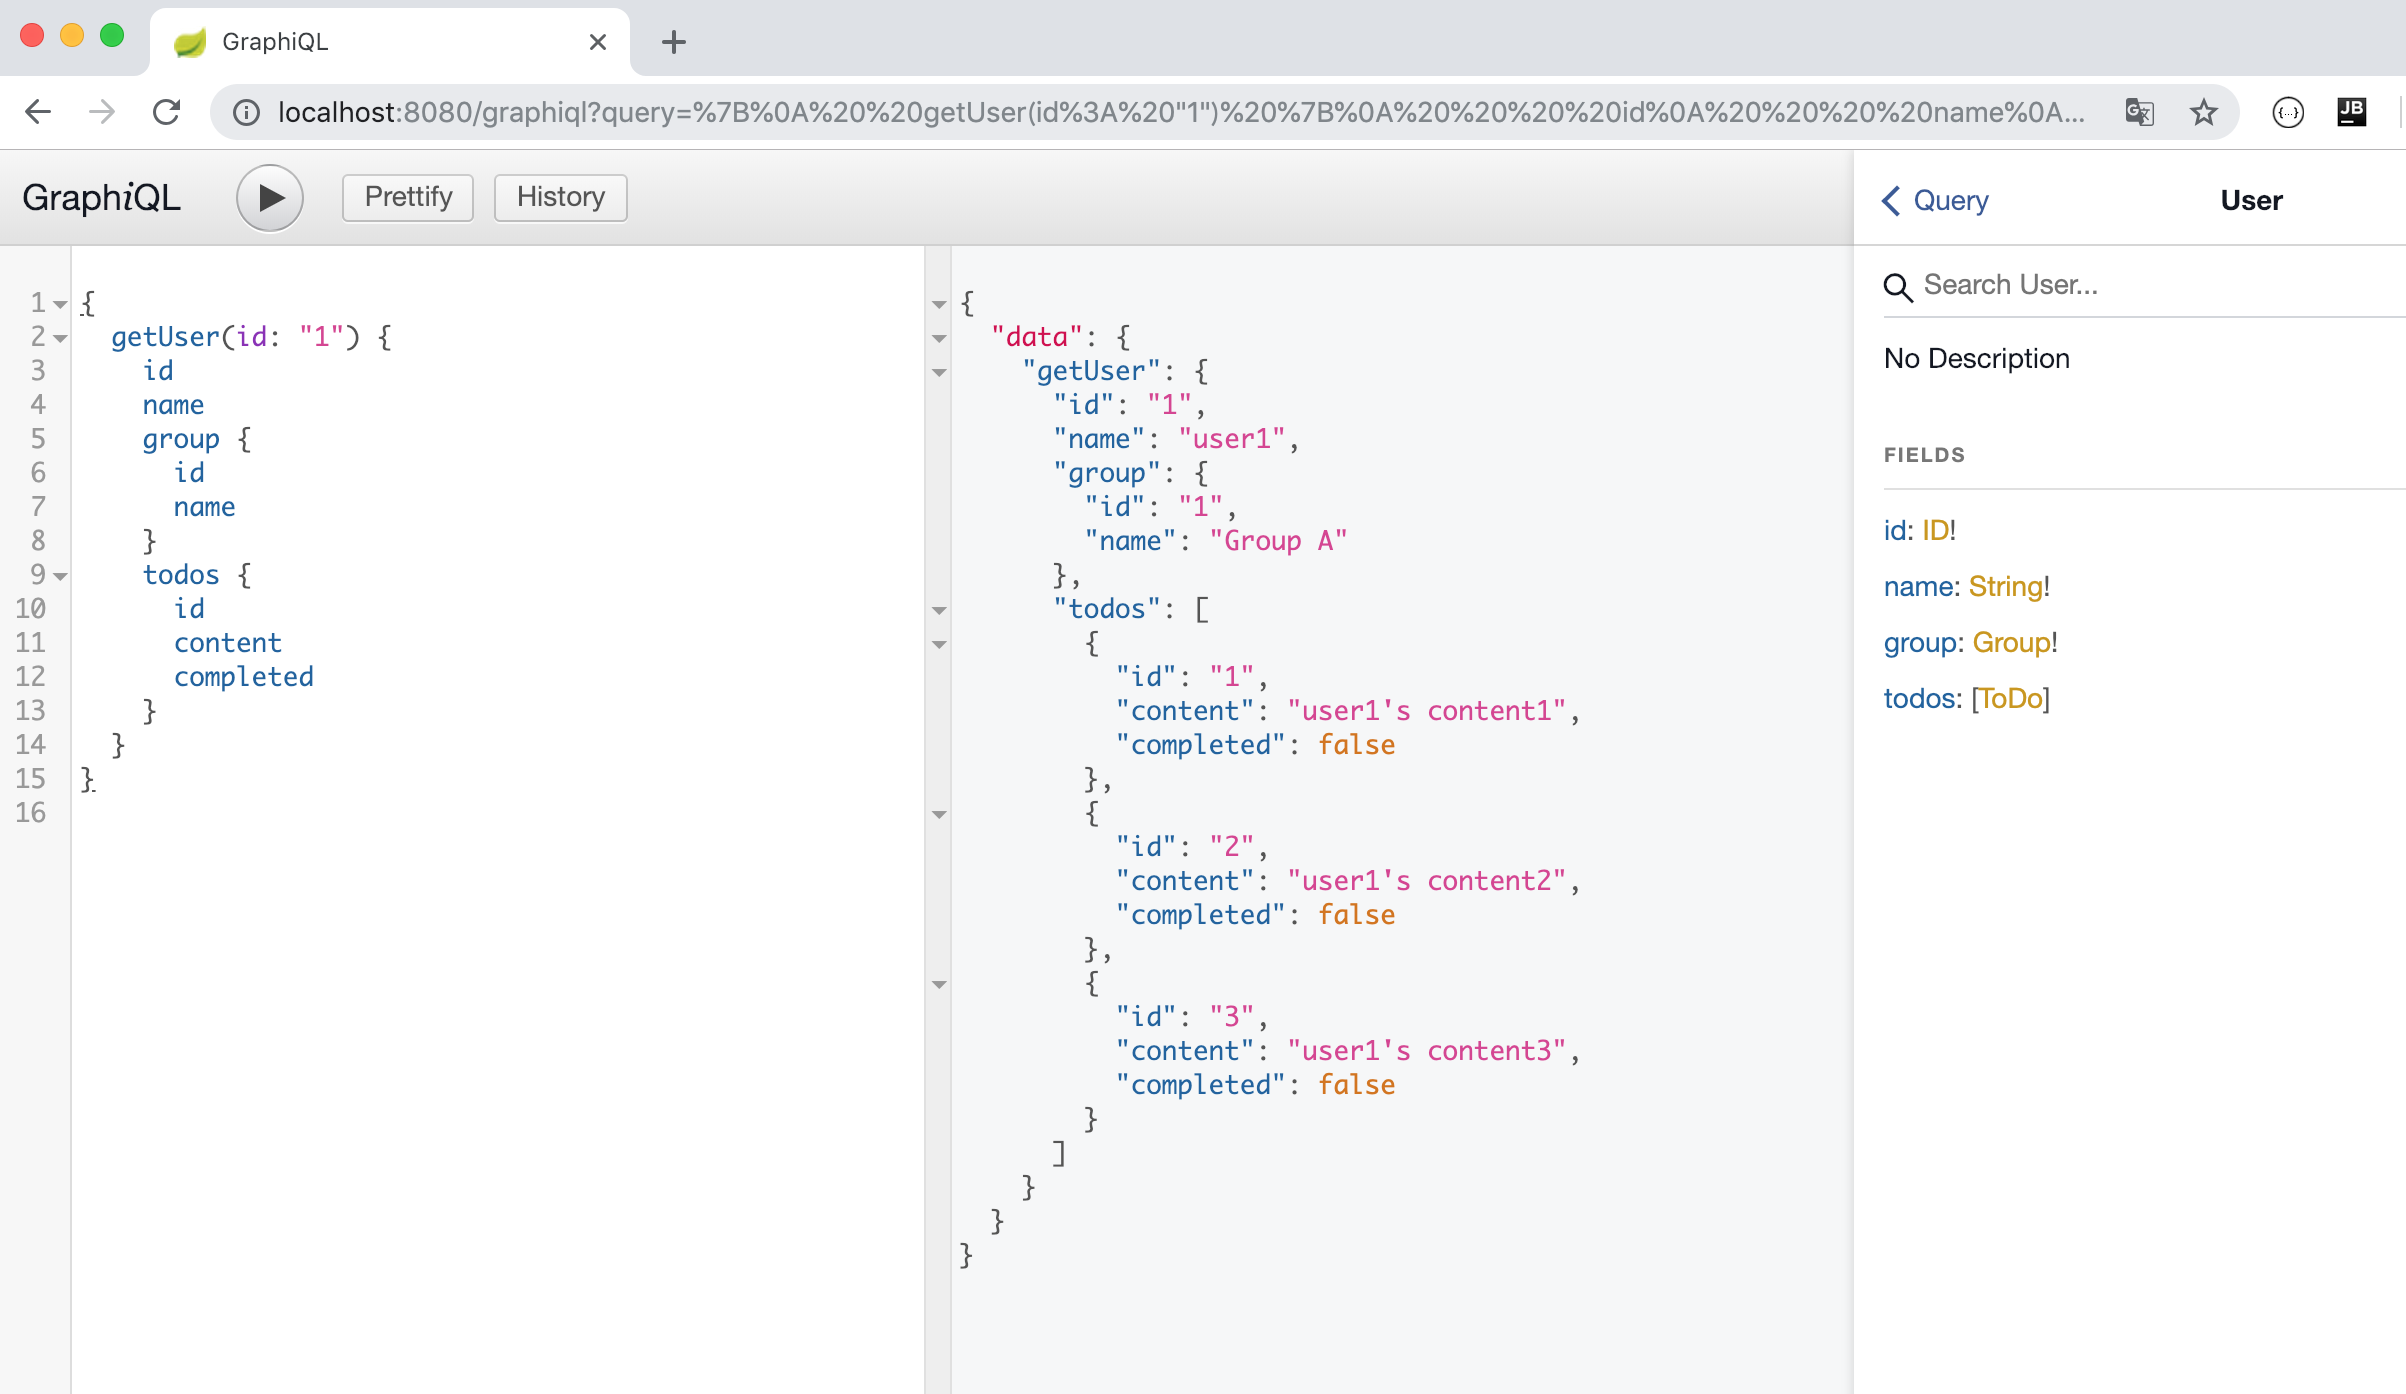 GraphiQL
localhost:8080/graphiql?query=%7B%0A%20%20getUser(id%3A%20"1")%20%7B%0A%20%20%20%20id%0A%20%20%20%20name%0A...
JB
GraphiQL
Prettify
History
Query
User
1 {
2   getUser(id: "1") {
3     id
4     name
5     group {
6       id
7       name
8     }
9     todos {
10       id
11       content
12       completed
13     }
14   }
15 }
16
{
  "data": {
    "getUser": {
      "id": "1",
      "name": "user1",
      "group": {
        "id": "1",
        "name": "Group A"
      },
      "todos": [
        {
          "id": "1",
          "content": "user1's content1",
          "completed": false
        },
        {
          "id": "2",
          "content": "user1's content2",
          "completed": false
        },
        {
          "id": "3",
          "content": "user1's content3",
          "completed": false
        }
      ]
    }
  }
}
Search User...
No Description
FIELDS
id: ID!
name: String!
group: Group!
todos: [ToDo]